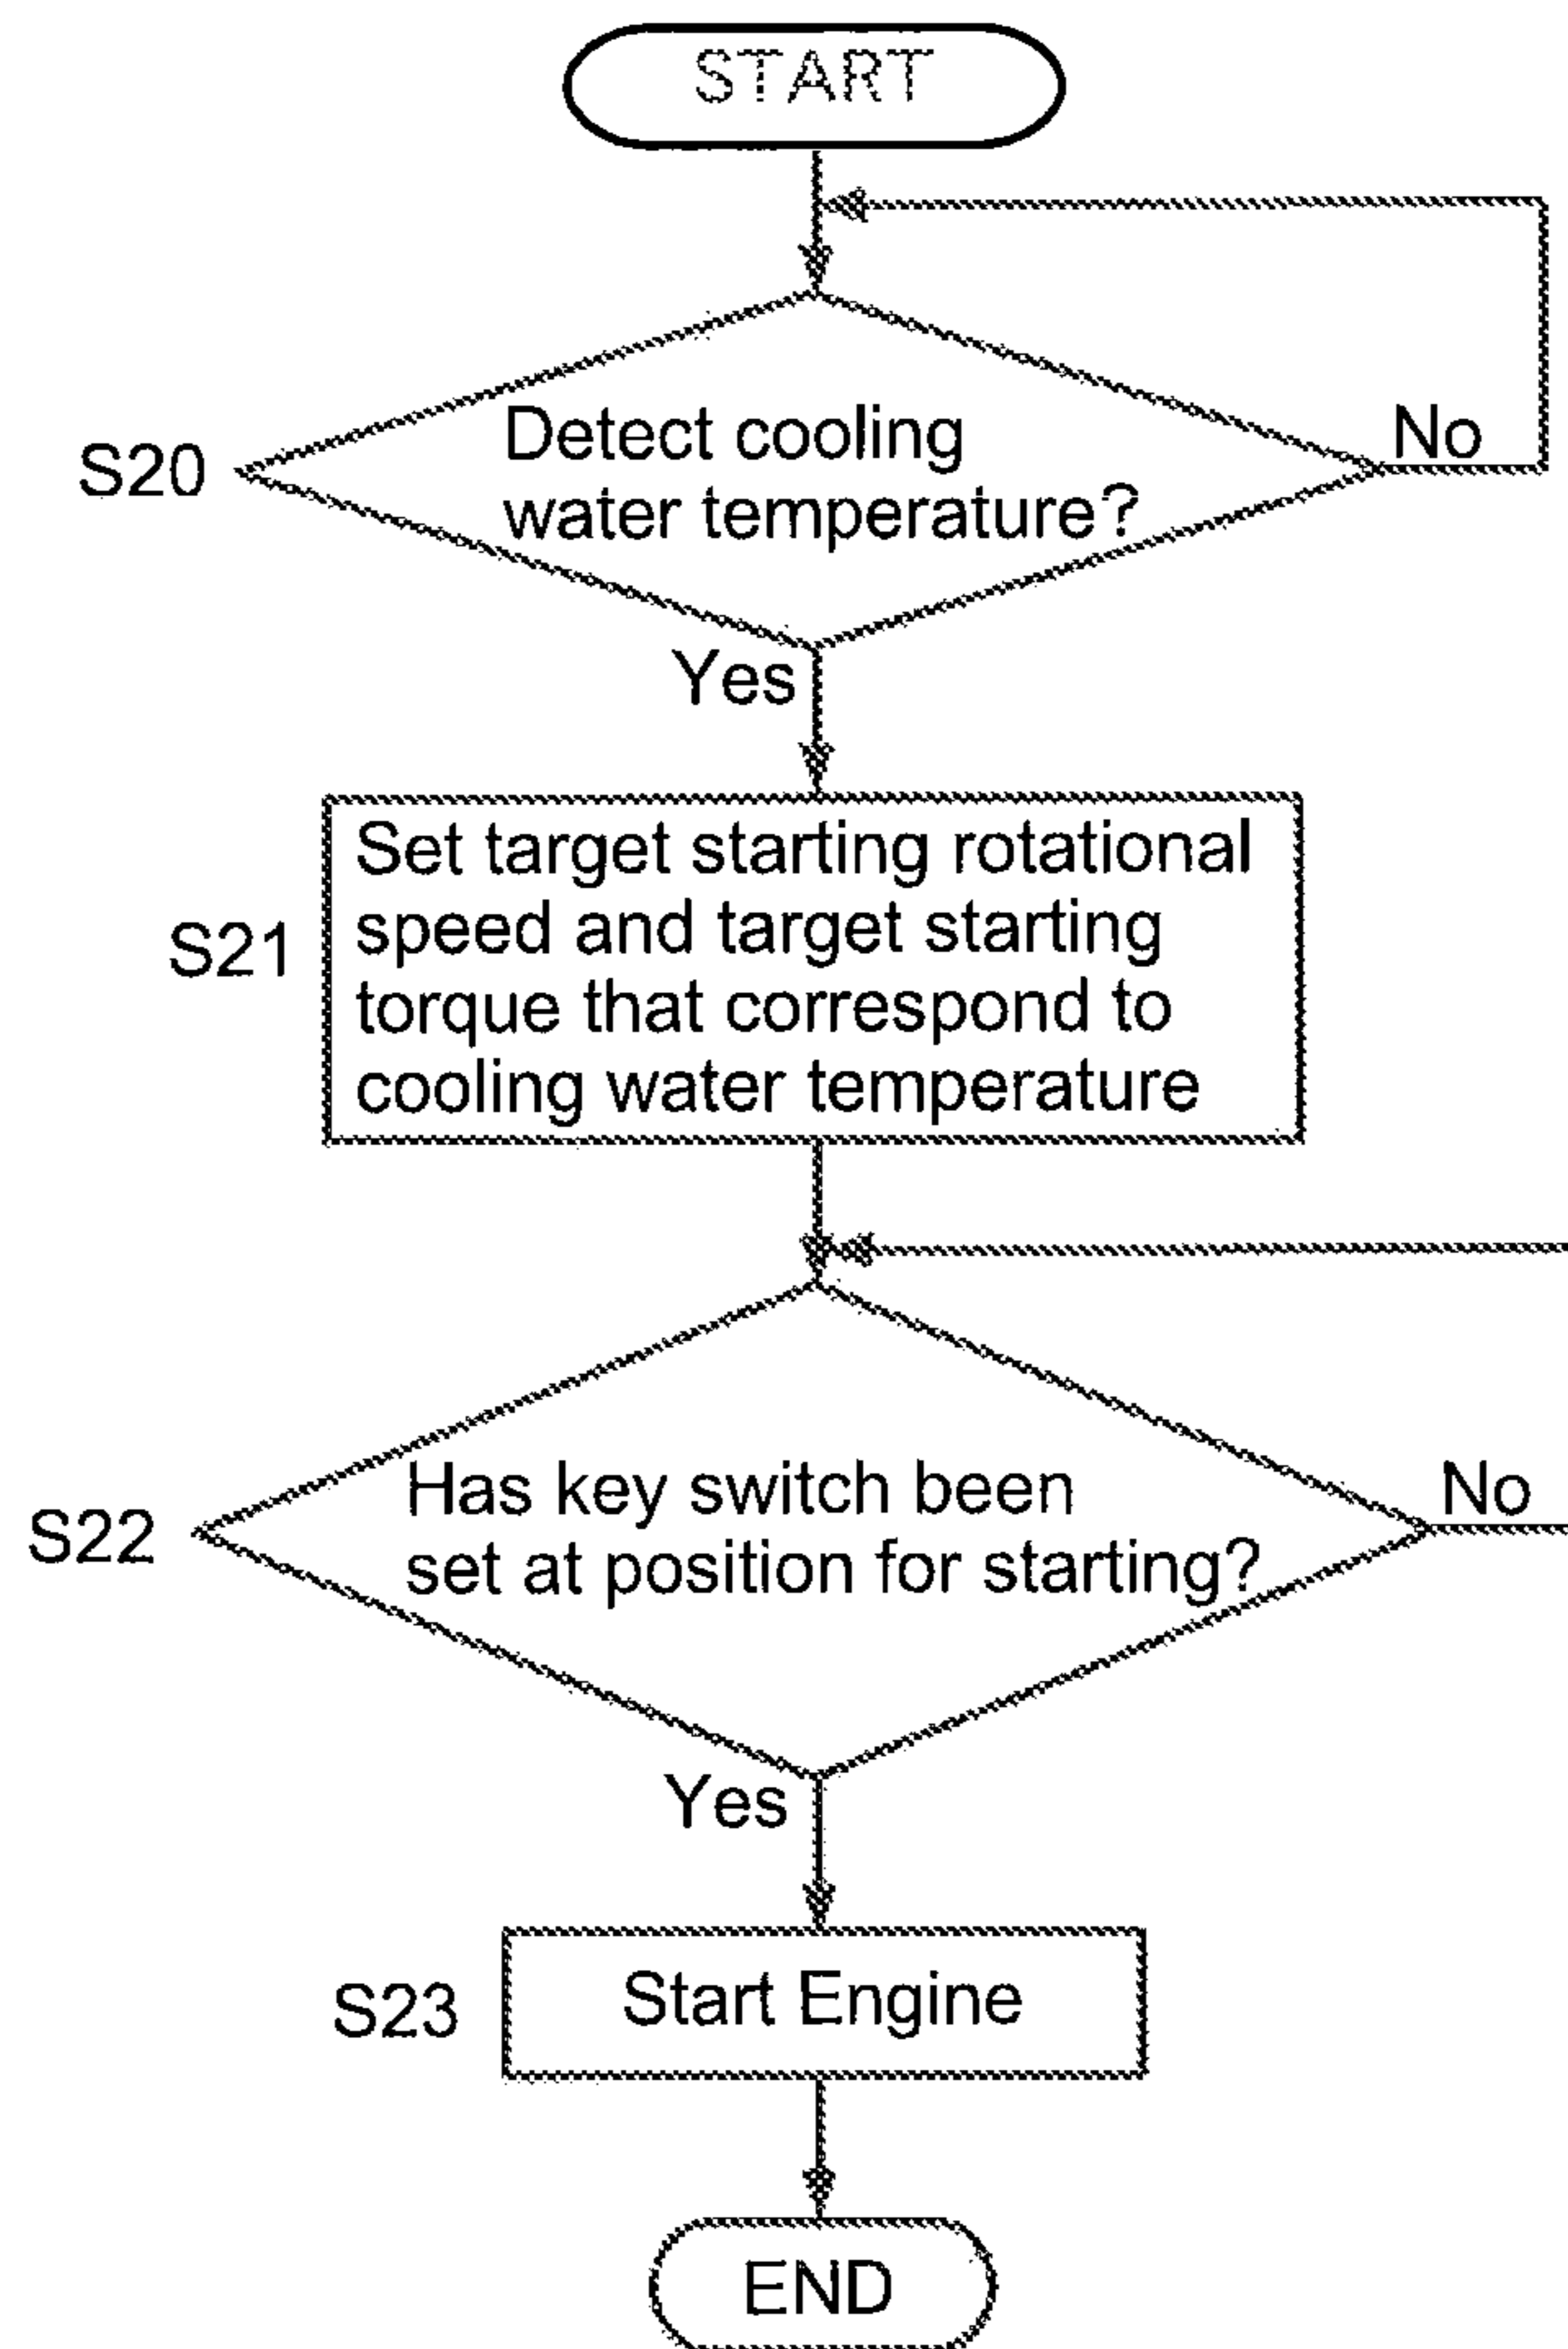 START
Detect cooling
water temperature?
No
S20
Yes
Set target starting rotational
speed and target starting
torque that correspond to
cooling water temperature
S21
Has key switch been
set at position for starting?
No
S22
Yes
Start Engine
S23
END